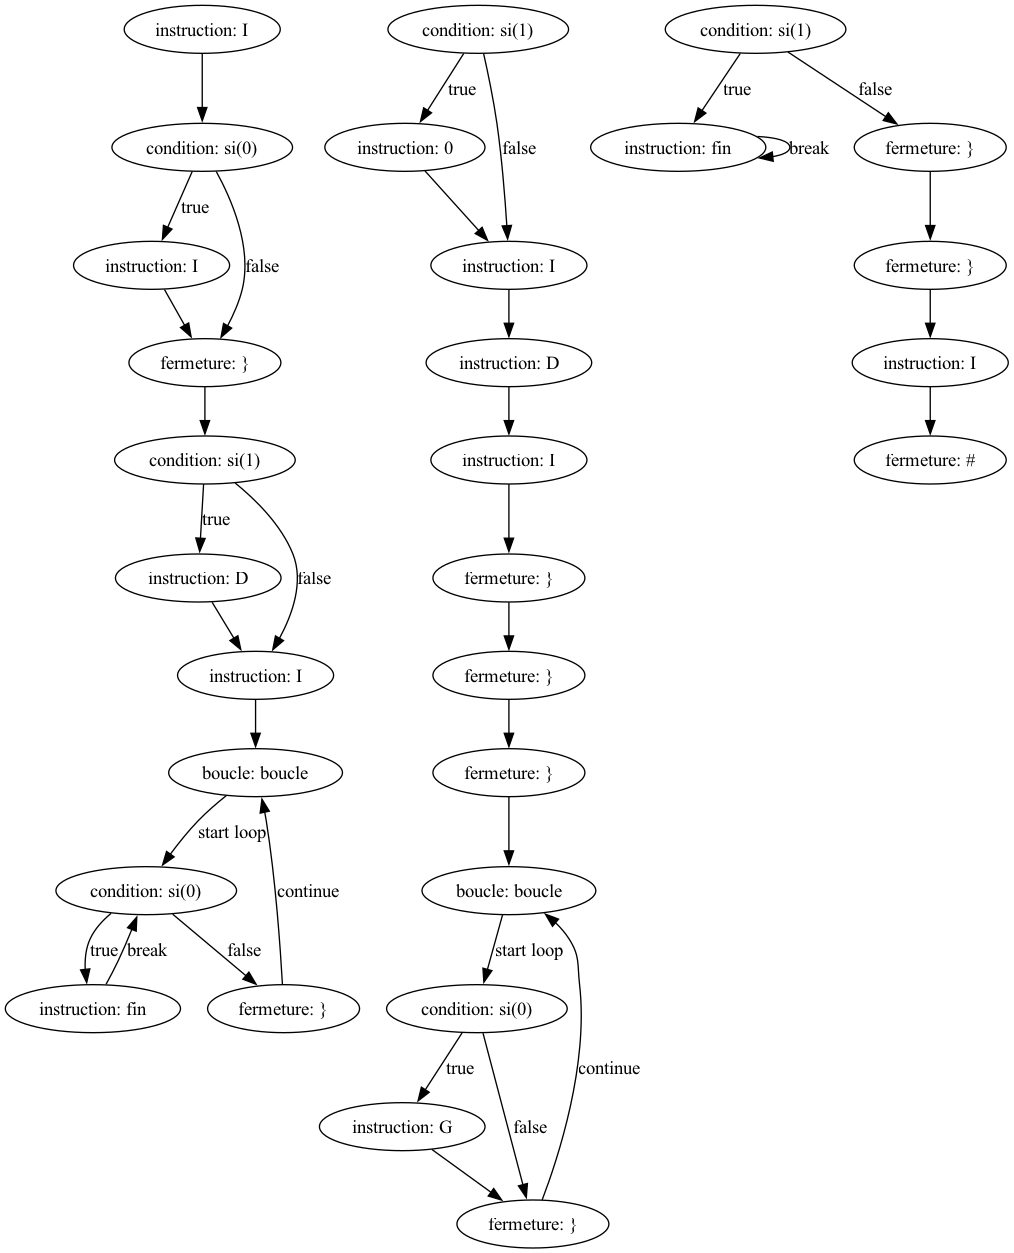 instruction: I
condition: si(0)
true
instruction: I
false
fermeture: }
condition: si(1)
true
instruction: D
false
instruction: I
boucle: boucle
start loop
condition: si(0)
continue
true
break
false
instruction: fin
fermeture: }
condition: si(1)
true
instruction: 0
false
instruction: I
instruction: D
instruction: I
fermeture: }
fermeture: }
fermeture: }
boucle: boucle
start loop
condition: si(0)
true
continue
instruction: G
false
fermeture: }
condition: si(1)
true
false
instruction: fin
break
fermeture: }
fermeture: }
instruction: I
fermeture: #